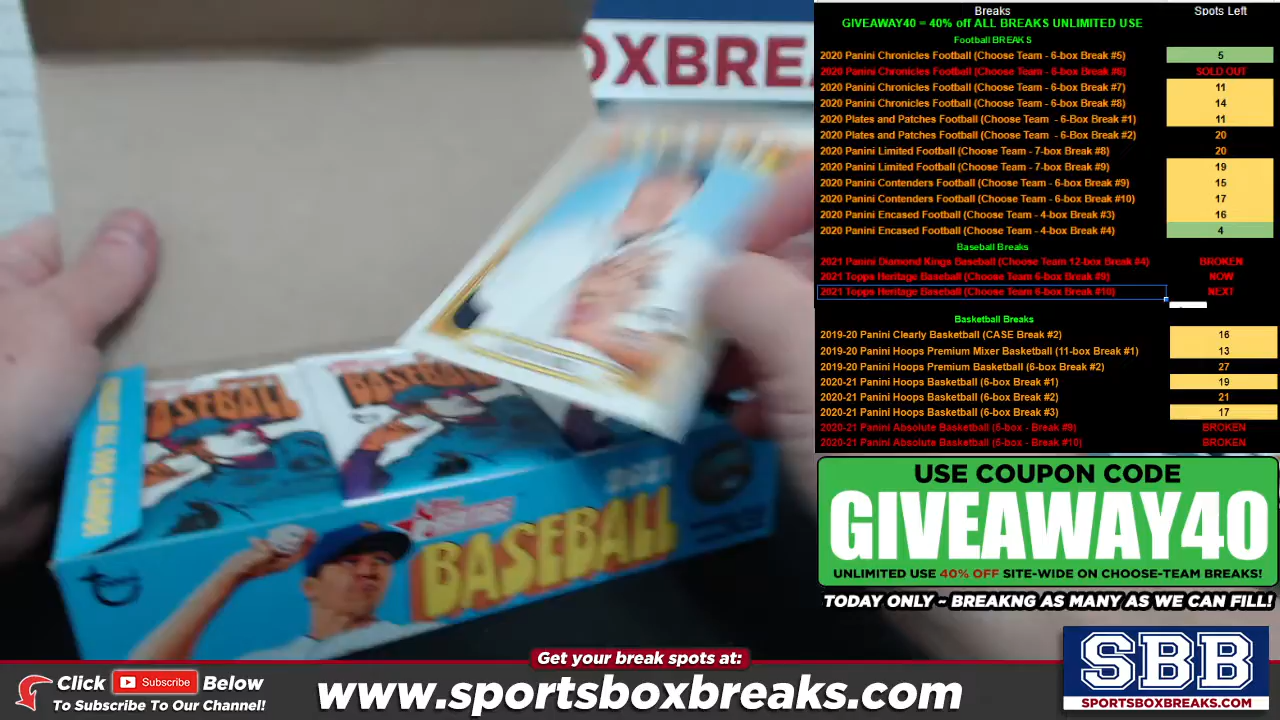 OXBREA
BASEBALL
BASEBALL
2021
BASEBALL
Breaks
Spots Left
GIVEAWAY40 = 40% off ALL BREAKS UNLIMITED USE
Football BREAKS
2020 Panini Chronicles Football (Choose Team - 6-box Break #5) 5
2020 Panini Chronicles Football (Choose Team - 6-box Break #6) SOLD OUT
2020 Panini Chronicles Football (Choose Team - 6-box Break #7) 11
2020 Panini Chronicles Football (Choose Team - 6-box Break #8) 14
2020 Plates and Patches Football (Choose Team - 6-Box Break #1) 11
2020 Plates and Patches Football (Choose Team - 6-Box Break #2) 20
2020 Panini Limited Football (Choose Team - 7-box Break #8) 20
2020 Panini Limited Football (Choose Team - 7-box Break #9) 19
2020 Panini Contenders Football (Choose Team - 6-box Break #9) 15
2020 Panini Contenders Football (Choose Team - 6-box Break #10) 17
2020 Panini Encased Football (Choose Team - 4-box Break #3) 16
2020 Panini Encased Football (Choose Team - 4-box Break #4) 4
Baseball Breaks
2021 Panini Diamond Kings Baseball (Choose Team 12-box Break #4) BROKEN
2021 Topps Heritage Baseball (Choose Team 6-box Break #9) NOW
2021 Topps Heritage Baseball (Choose Team 6-box Break #10) NEXT
Basketball Breaks
2019-20 Panini Clearly Basketball (CASE Break #2) 16
2019-20 Panini Hoops Premium Mixer Basketball (11-box Break #1) 13
2019-20 Panini Hoops Premium Basketball (6-box Break #2) 27
2020-21 Panini Hoops Basketball (6-box Break #1) 19
2020-21 Panini Hoops Basketball (6-box Break #2) 21
2020-21 Panini Hoops Basketball (6-box Break #3) 17
2020-21 Panini Absolute Basketball (6-box - Break #8) BROKEN
2020-21 Panini Absolute Basketball (6-box - Break #10) BROKEN
USE COUPON CODE
GIVEAWAY40
UNLIMITED USE 40% OFF SITE-WIDE ON CHOOSE-TEAM BREAKS!
TODAY ONLY ~ BREAKNG AS MANY AS WE CAN FILL!
Get your break spots at:
Click Subscribe Below
To Subscribe To Our Channel!
www.sportsboxbreaks.com
SBB
SPORTSBOXBREAKS.COM